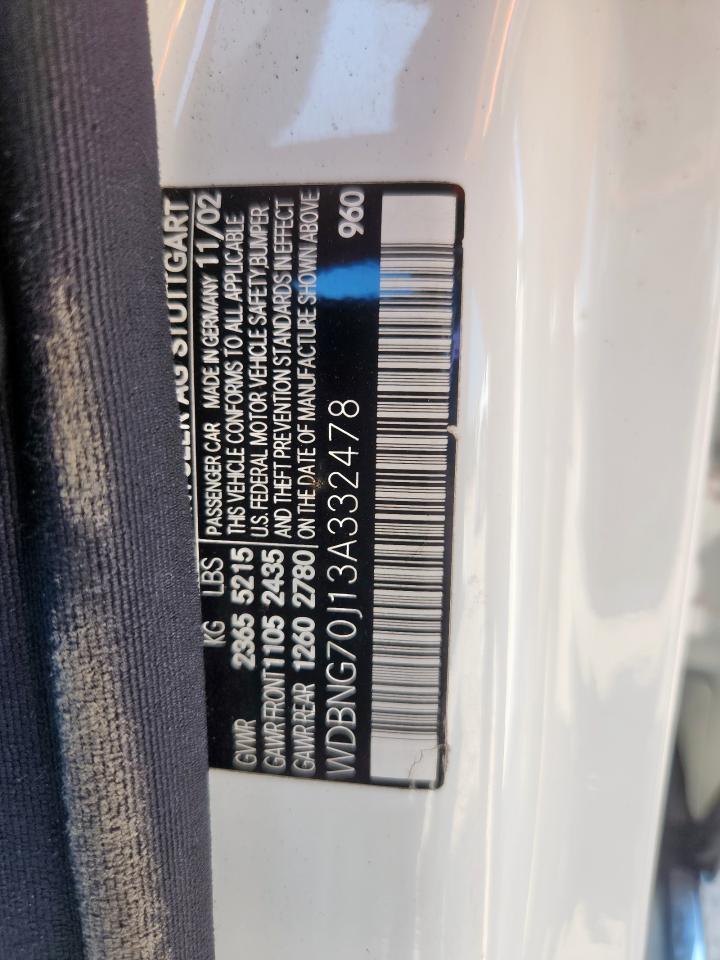 AG STUTTGART
PASSENGER CAR MADE IN GERMANY 11/02
KG LBS THIS VEHICLE CONFORMS TO ALL APPLICABLE
GVWR 2365 5215 U.S. FEDERAL MOTOR VEHICLE SAFETY BUMPER
GAWR FRONT 1105 2435 AND THEFT PREVENTION STANDARDS IN EFFECT
GAWR REAR 1260 2780 ON THE DATE OF MANUFACTURE SHOWN ABOVE
WDBNG70J13A332478 960